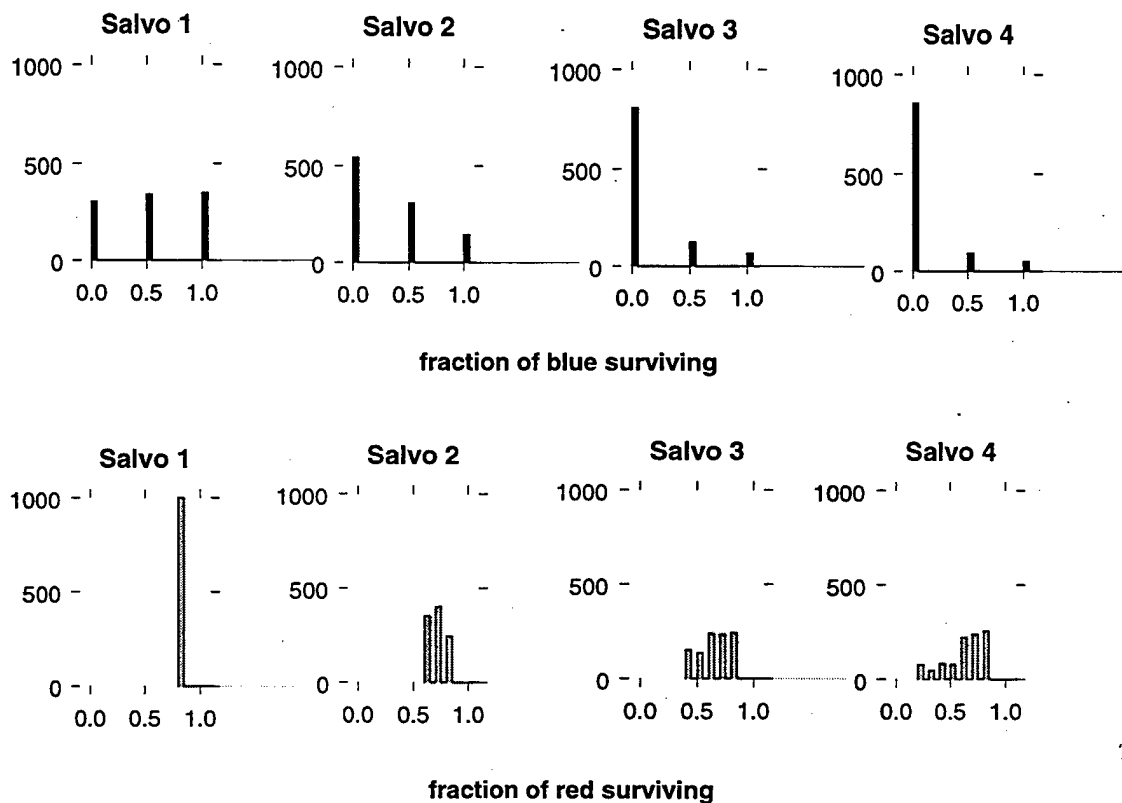 Salvo 1 Salvo 2 Salvo 3 Salvo 4
1000 1000 1000 1000
500 500 500 500
0 0 0 0
0.0 0.5 1.0 0.0 0.5 1.0 0.0 0.5 1.0 0.0 0.5 1.0
fraction of blue surviving
Salvo 1 Salvo 2 Salvo 3 Salvo 4
1000 1000 1000 1000
500 500 500 500
0 0 0 0
0.0 1.0 0.0 1.0 0.0 0.5 1.0 0.0 0.5 1.0
fraction of red surviving